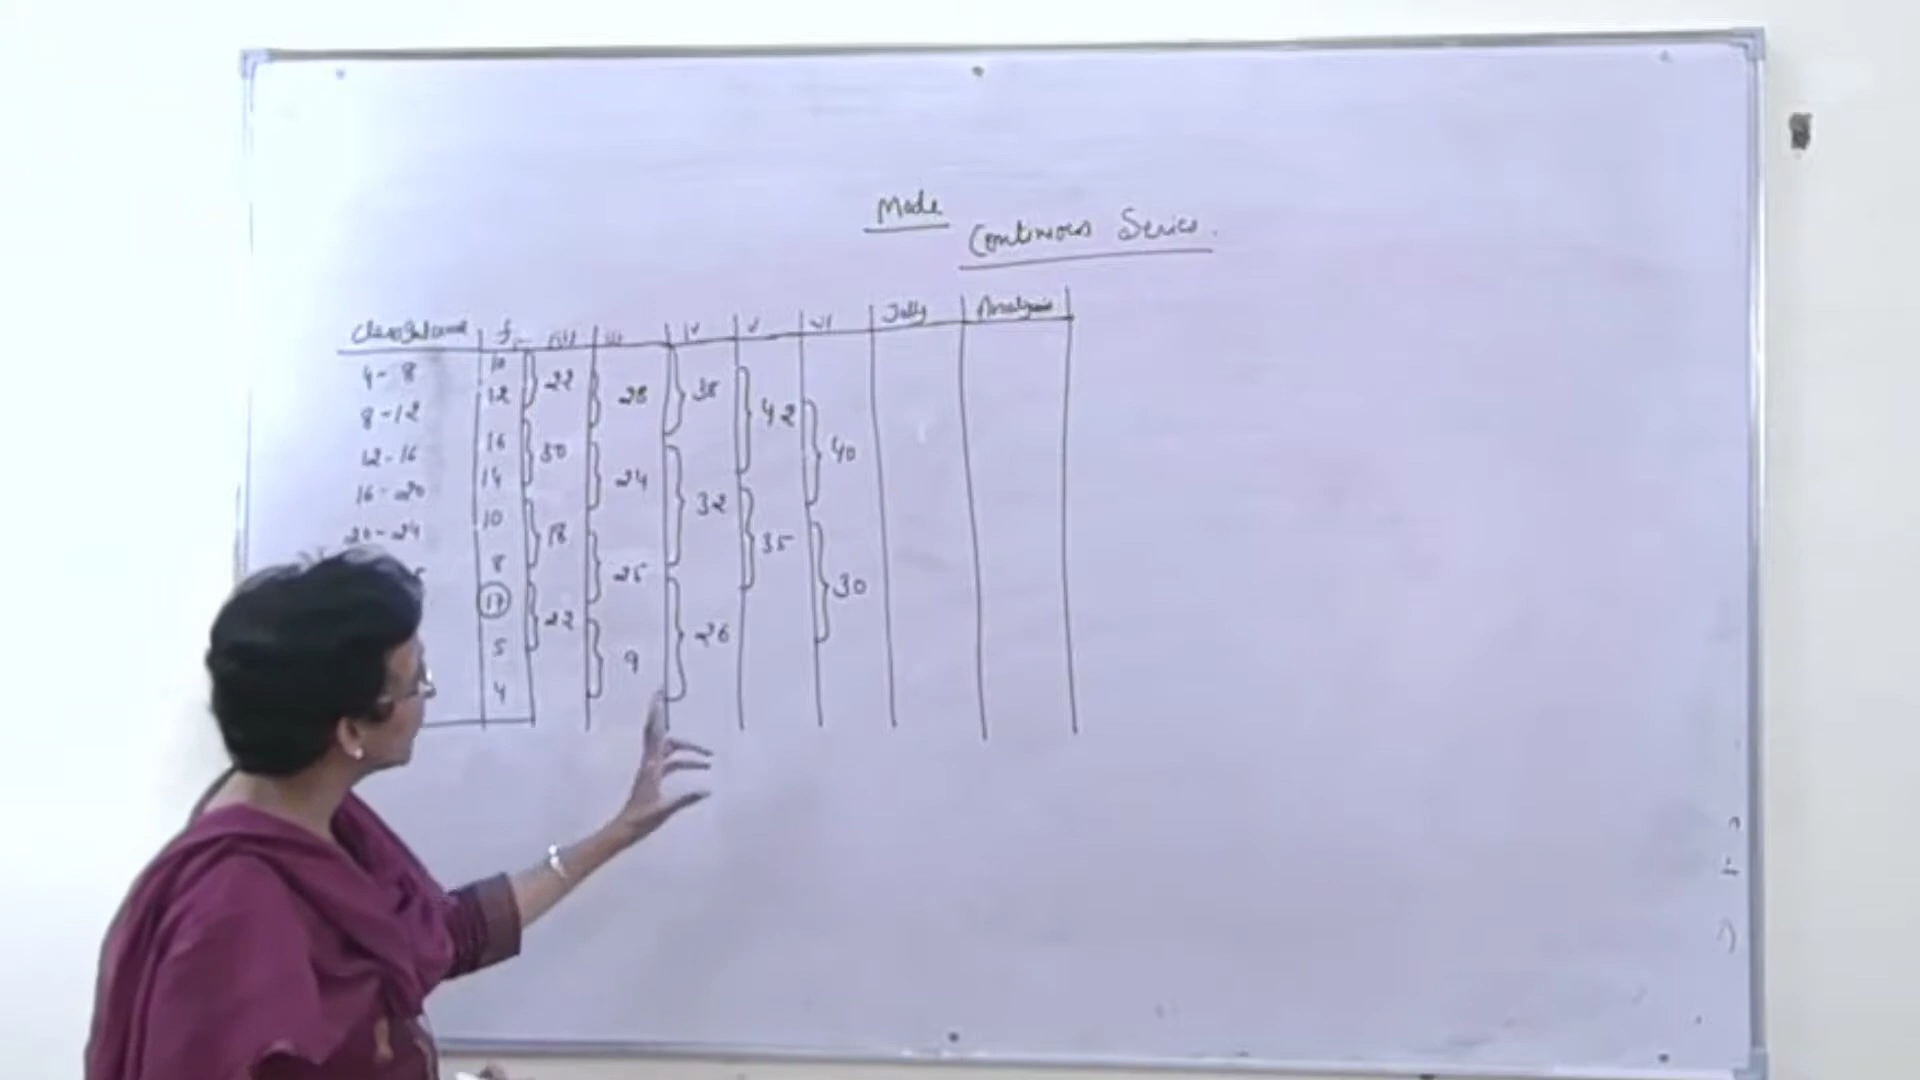 Mode
Continuous Series.
f (ii) iii iv v vi Tally Analysis
4-8 10 22 28 38 42 40
8-12 12
12-16 16 30 24 32 35 30
16-20 14
20-24 10 18 25 26
8
17 22 9
5
4